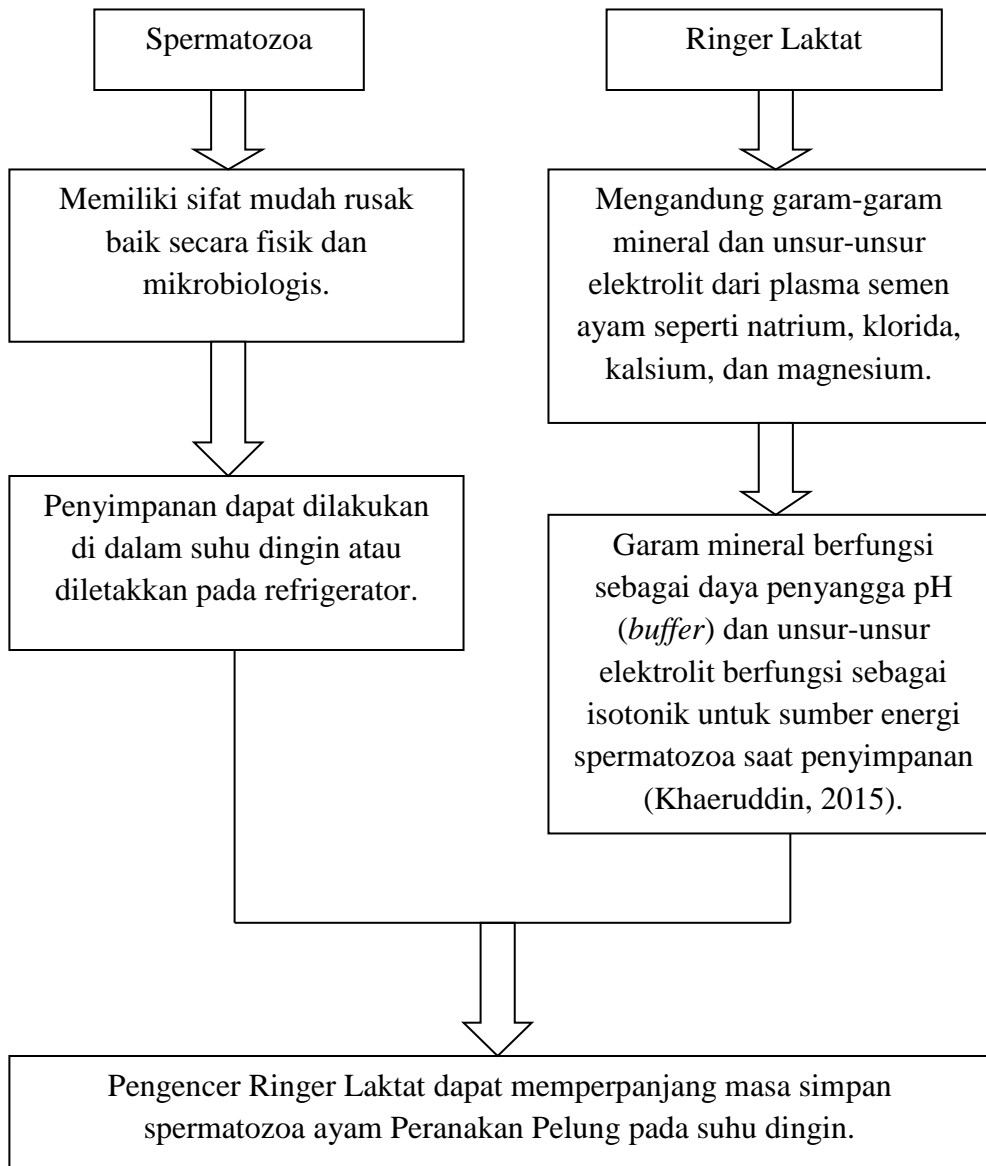 Spermatozoa
Memiliki sifat mudah rusak
baik secara fisik dan
mikrobiologis.
Penyimpanan dapat dilakukan
di dalam suhu dingin atau
diletakkan pada refrigerator.
Ringer Laktat
Mengandung garam-garam
mineral dan unsur-unsur
elektrolit dari plasma semen
ayam seperti natrium, klorida,
kalsium, dan magnesium.
Garam mineral berfungsi
sebagai daya penyangga pH
(buffer) dan unsur-unsur
elektrolit berfungsi sebagai
isotonik untuk sumber energi
spermatozoa saat penyimpanan
(Khaeruddin, 2015).
Pengencer Ringer Laktat dapat memperpanjang masa simpan
spermatozoa ayam Peranakan Pelung pada suhu dingin.